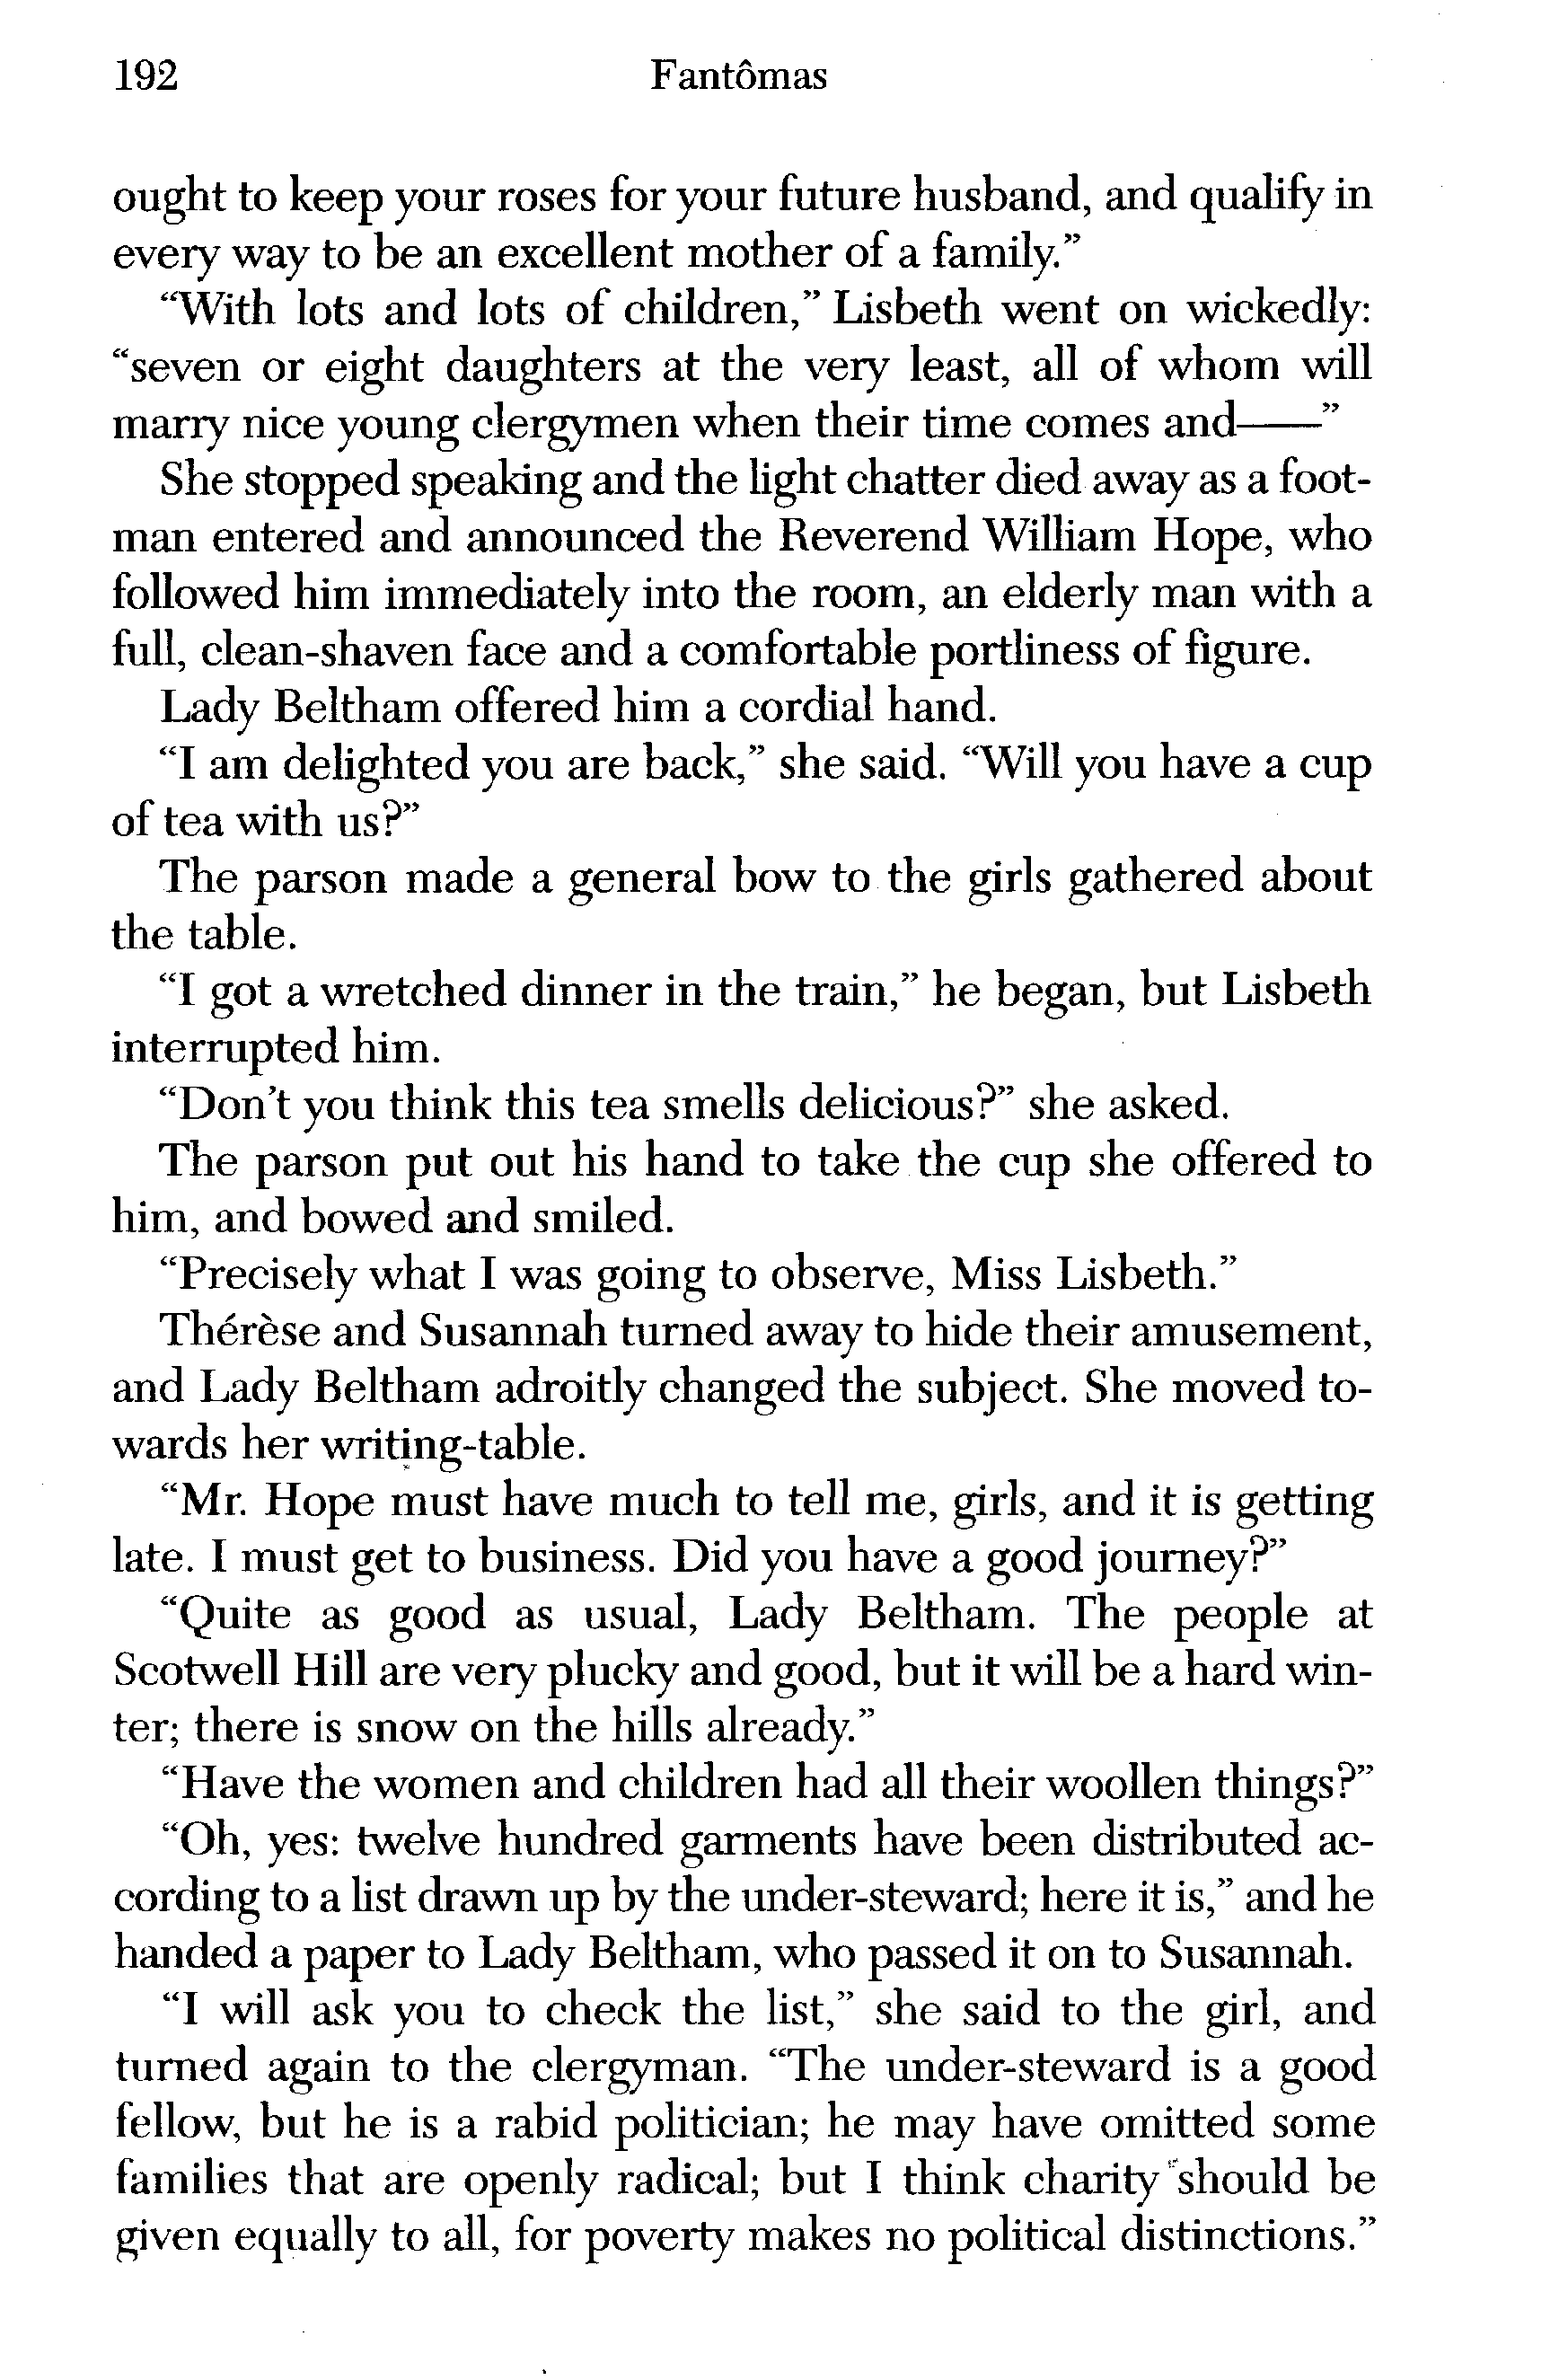 192 Fantômas
ought to keep your roses for your future husband, and qualify in
every way to be an excellent mother of a family.”
“With lots and lots of children,” Lisbeth went on wickedly:
“seven or eight daughters at the very least, all of whom will
marry nice young clergymen when their time comes and——”
She stopped speaking and the light chatter died away as a foot-
man entered and announced the Reverend William Hope, who
followed him immediately into the room, an elderly man with a
full, clean-shaven face and a comfortable portliness of figure.
Lady Beltham offered him a cordial hand.
“I am delighted you are back,” she said. “Will you have a cup
of tea with us?”
The parson made a general bow to the girls gathered about
the table.
“I got a wretched dinner in the train,” he began, but Lisbeth
interrupted him.
“Don’t you think this tea smells delicious?” she asked.
The parson put out his hand to take the cup she offered to
him, and bowed and smiled.
“Precisely what I was going to observe, Miss Lisbeth.”
Thérèse and Susannah turned away to hide their amusement,
and Lady Beltham adroitly changed the subject. She moved to-
wards her writing-table.
“Mr. Hope must have much to tell me, girls, and it is getting
late. I must get to business. Did you have a good journey?”
“Quite as good as usual, Lady Beltham. The people at
Scotwell Hill are very plucky and good, but it will be a hard win-
ter; there is snow on the hills already.”
“Have the women and children had all their woollen things?”
“Oh, yes: twelve hundred garments have been distributed ac-
cording to a list drawn up by the under-steward; here it is,” and he
handed a paper to Lady Beltham, who passed it on to Susannah.
“I will ask you to check the list,” she said to the girl, and
turned again to the clergyman. “The under-steward is a good
fellow, but he is a rabid politician; he may have omitted some
families that are openly radical; but I think charity should be
given equally to all, for poverty makes no political distinctions.”